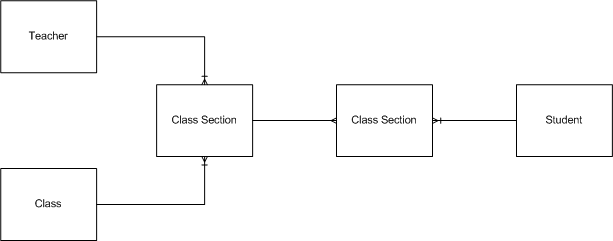 Teacher
Class Section
Class Section
Student
Class